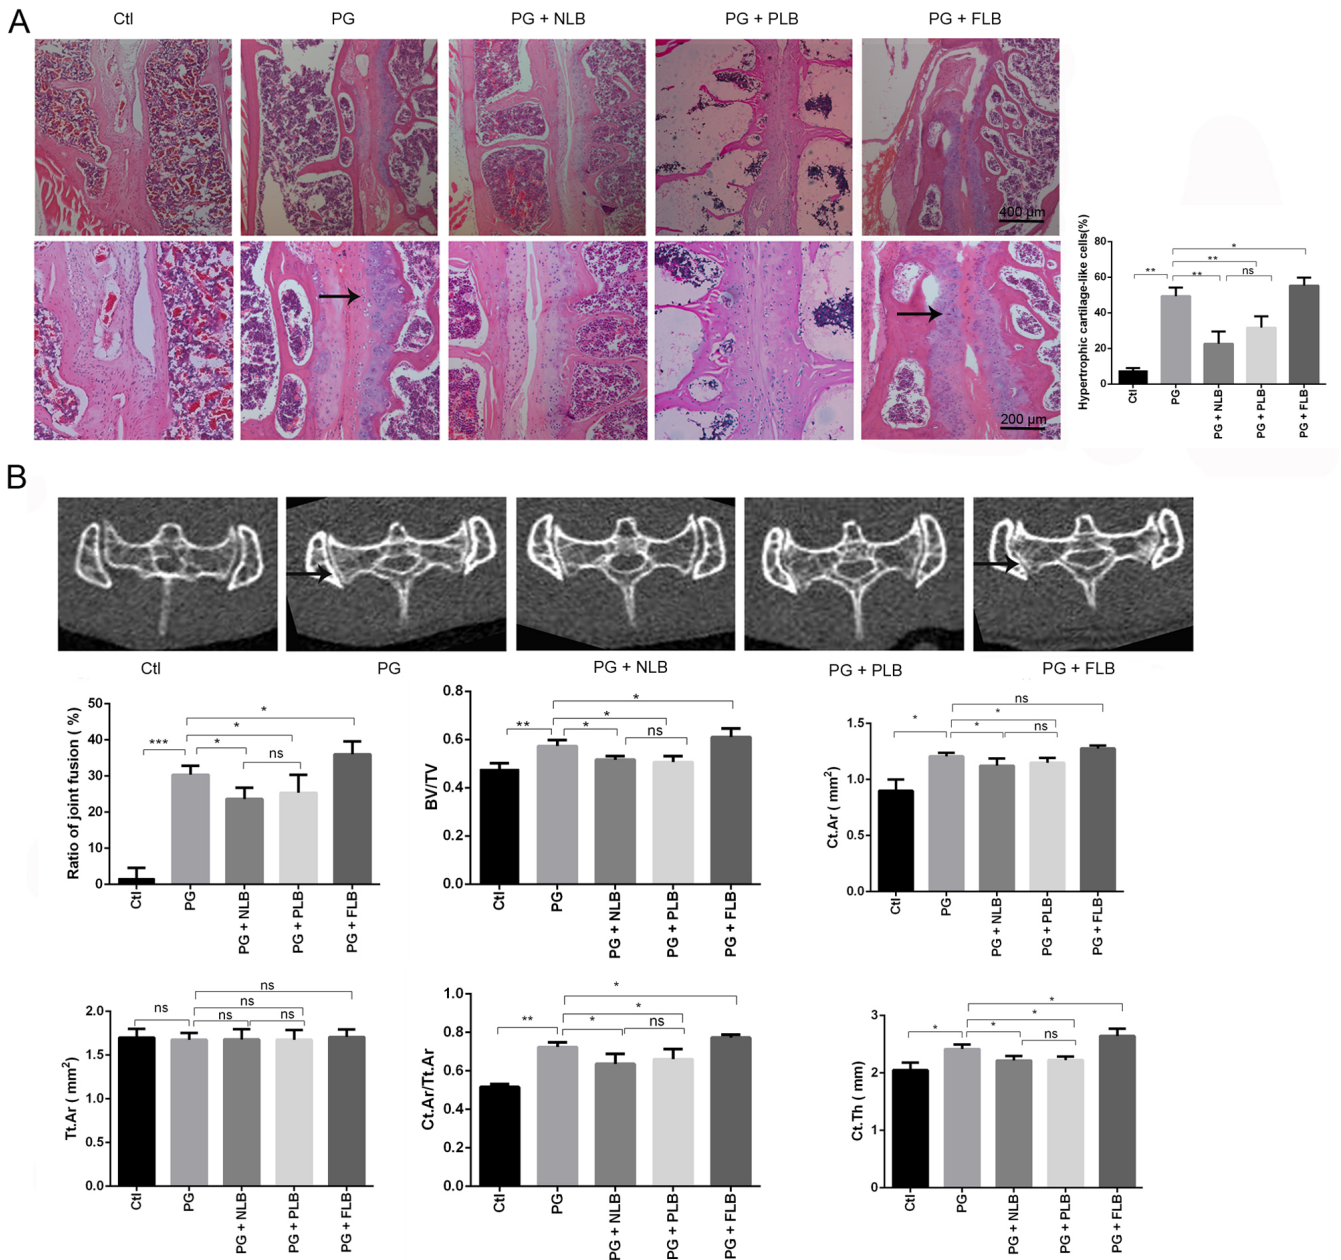 A
Ctl
PG
PG + NLB
PG + PLB
PG + FLB
400 µm
200 µm
Hypertrophic cartilage-like cells(%)
80
60
40
20
0
*
**
**
**
ns
Ctl
PG
PG + NLB
PG + PLB
PG + FLB
B
Ctl
PG
PG + NLB
PG + PLB
PG + FLB
Ratio of joint fusion ( %)
50
40
30
20
10
0
*
*
***
*
ns
Ctl
PG
PG + NLB
PG + PLB
PG + FLB
BV/TV
0.8
0.6
0.4
0.2
0.0
*
*
**
*
ns
Ctl
PG
PG + NLB
PG + PLB
PG + FLB
Ct.Ar ( mm²)
1.5
1.0
0.5
0.0
ns
*
*
*
ns
Ctl
PG
PG + NLB
PG + PLB
PG + FLB
Tt.Ar ( mm²)
2.0
1.5
1.0
0.5
0.0
ns
ns
ns
ns
ns
Ctl
PG
PG + NLB
PG + PLB
PG + FLB
Ct.Ar/Tt.Ar
1.0
0.8
0.6
0.4
0.2
0.0
*
*
**
*
ns
Ctl
PG
PG + NLB
PG + PLB
PG + FLB
Ct.Th ( mm)
3
2
1
0
*
*
*
*
ns
Ctl
PG
PG + NLB
PG + PLB
PG + FLB